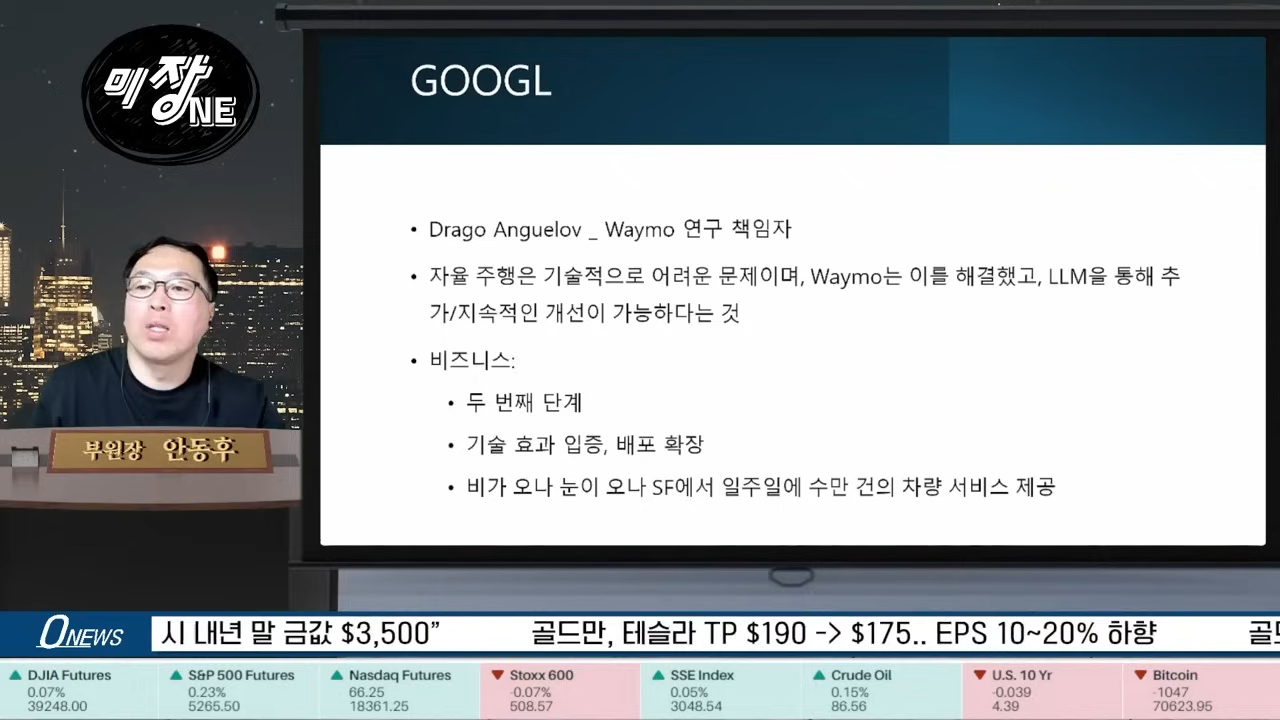 미장
ONE
GOOGL
• Drago Anguelov _ Waymo 연구 책임자
• 자율 주행은 기술적으로 어려운 문제이며, Waymo는 이를 해결했고, LLM을 통해 추
가/지속적인 개선이 가능하다는 것
• 비즈니스:
• 두 번째 단계
• 기술 효과 입증, 배포 확장
• 비가 오나 눈이 오나 SF에서 일주일에 수만 건의 차량 서비스 제공
부원장 안동후
ONEWS
시 내년 말 금값 $3,500”
골드만, 테슬라 TP $190 -> $175.. EPS 10~20% 하향
골드
DJIA Futures
0.07%
39248.00
S&P 500 Futures
0.23%
5265.50
Nasdaq Futures
66.25
18361.25
Stoxx 600
-0.07%
508.57
SSE Index
0.05%
3048.54
Crude Oil
0.15%
86.56
U.S. 10 Yr
-0.039
4.39
Bitcoin
-1047
70623.95